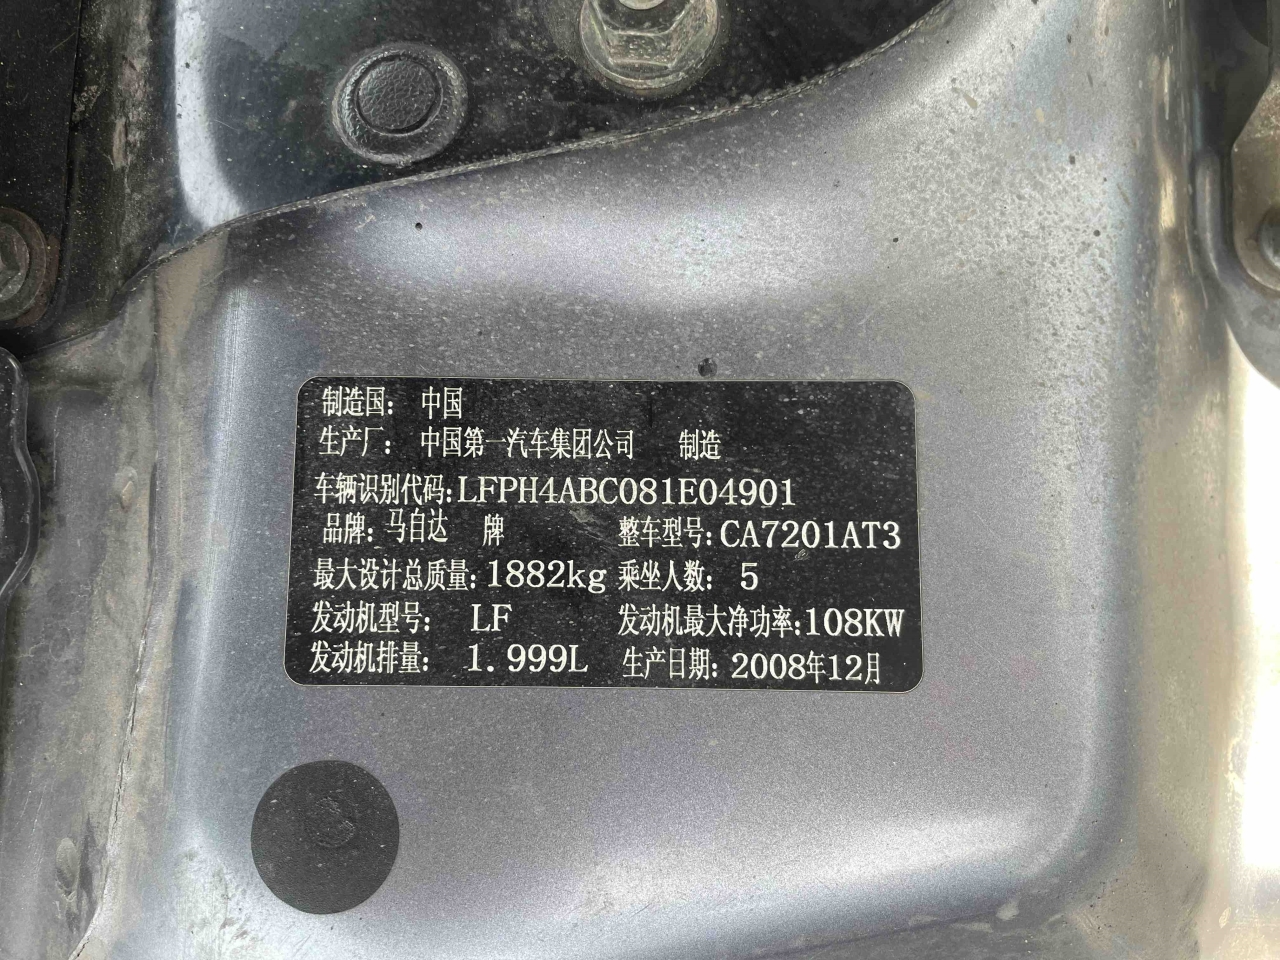 制造国： 中国
生产厂： 中国第一汽车集团公司 制造
车辆识别代码:LFPH4ABC081E04901
品牌: 马自达 牌 整车型号: CA7201AT3
最大设计总质量: 1882kg 乘坐人数: 5
发动机型号: LF 发动机最大净功率:108KW
发动机排量: 1.999L 生产日期: 2008年12月